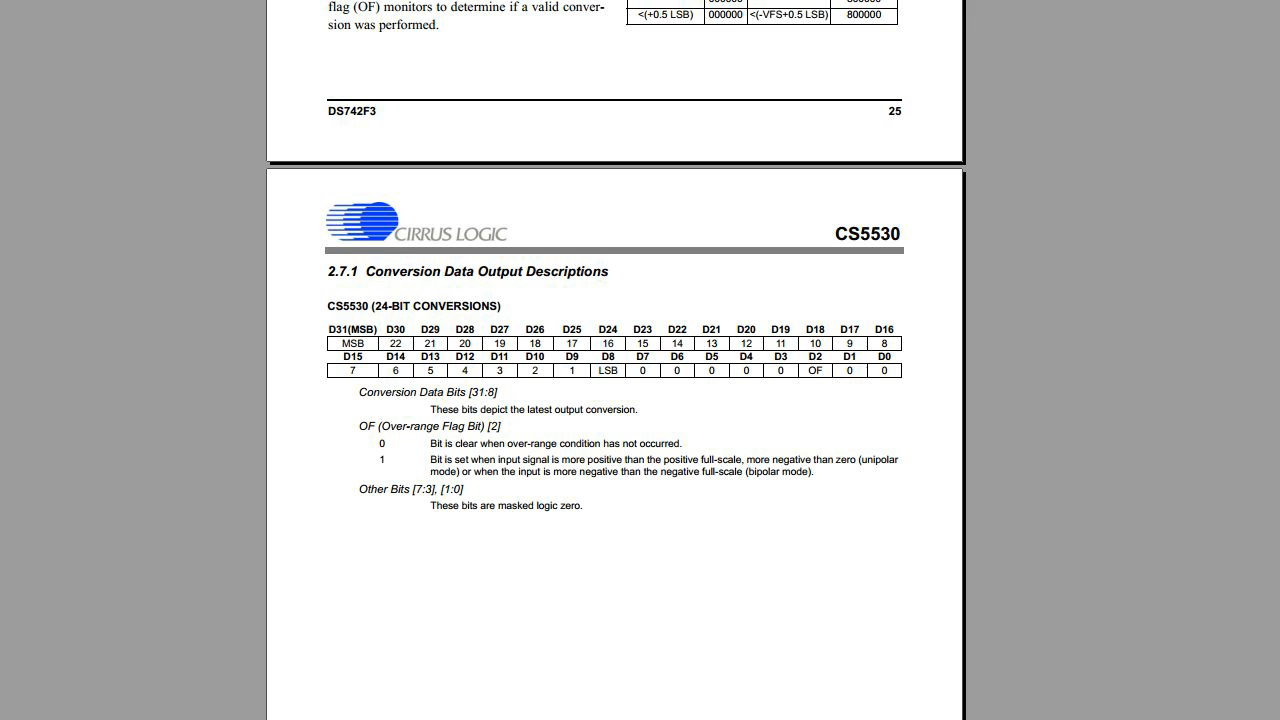 flag (OF) monitors to determine if a valid conver-
sion was performed.
<(+0.5 LSB) 000000 <(-VFS+0.5 LSB) 800000
DS742F3 25
CIRRUS LOGIC CS5530
2.7.1 Conversion Data Output Descriptions
CS5530 (24-BIT CONVERSIONS)
D31(MSB) D30 D29 D28 D27 D26 D25 D24 D23 D22 D21 D20 D19 D18 D17 D16
MSB 22 21 20 19 18 17 16 15 14 13 12 11 10 9 8
D15 D14 D13 D12 D11 D10 D9 D8 D7 D6 D5 D4 D3 D2 D1 D0
7 6 5 4 3 2 1 LSB 0 0 0 0 0 OF 0 0
Conversion Data Bits [31:8]
These bits depict the latest output conversion.
OF (Over-range Flag Bit) [2]
0 Bit is clear when over-range condition has not occurred.
1 Bit is set when input signal is more positive than the positive full-scale, more negative than zero (unipolar
mode) or when the input is more negative than the negative full-scale (bipolar mode).
Other Bits [7:3], [1:0]
These bits are masked logic zero.